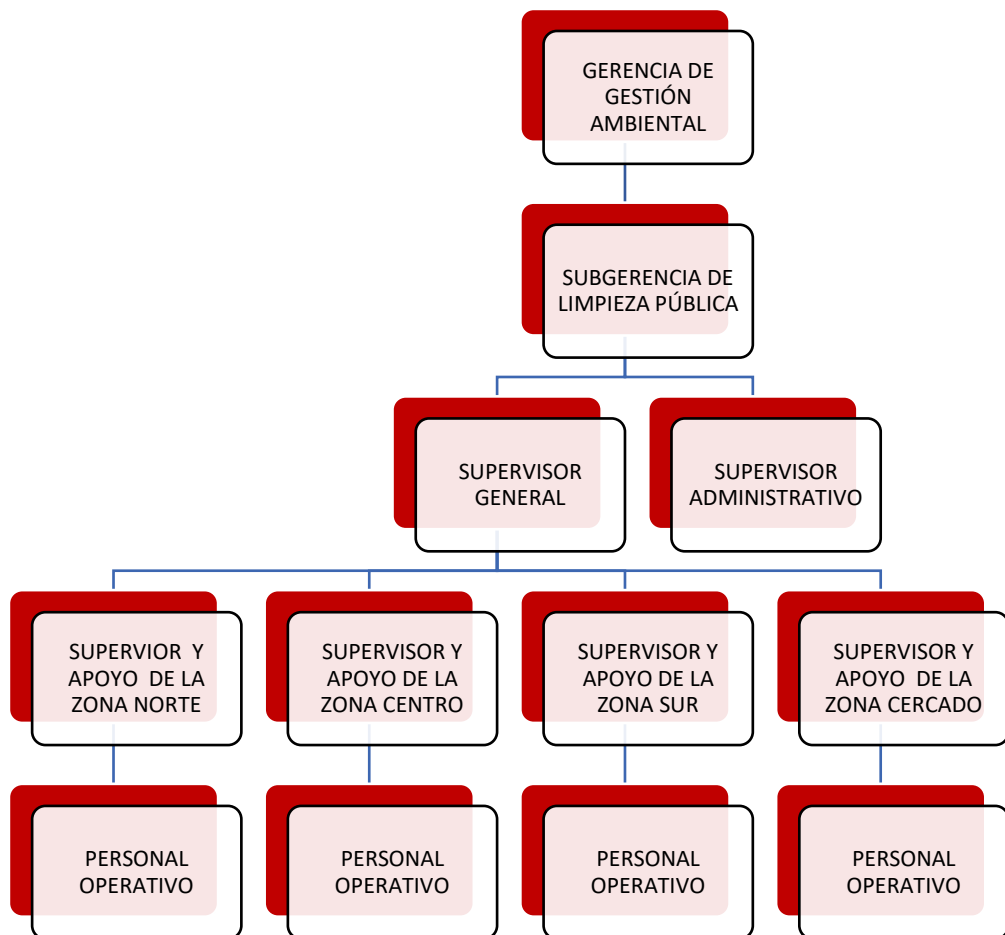 GERENCIA DE
GESTIÓN
AMBIENTAL
SUBGERENCIA DE
LIMPIEZA PÚBLICA
SUPERVISOR
GENERAL
SUPERVISOR
ADMINISTRATIVO
SUPERVIOR Y
APOYO DE LA
ZONA NORTE
SUPERVISOR Y
APOYO DE LA
ZONA CENTRO
SUPERVISOR Y
APOYO DE LA
ZONA SUR
SUPERVISOR Y
APOYO DE LA
ZONA CERCADO
PERSONAL
OPERATIVO
PERSONAL
OPERATIVO
PERSONAL
OPERATIVO
PERSONAL
OPERATIVO